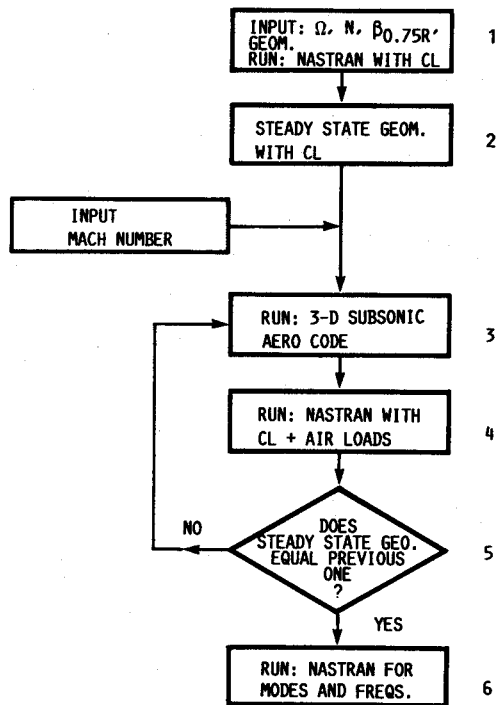 INPUT: Ω, N, β0.75R,
GEOM.
RUN: NASTRAN WITH CL
1
STEADY STATE GEOM.
WITH CL
2
INPUT
MACH NUMBER
RUN: 3-D SUBSONIC
AERO CODE
3
RUN: NASTRAN WITH
CL + AIR LOADS
4
DOES
STEADY STATE GEO.
EQUAL PREVIOUS
ONE
?
5
NO
YES
RUN: NASTRAN FOR
MODES AND FREQS.
6